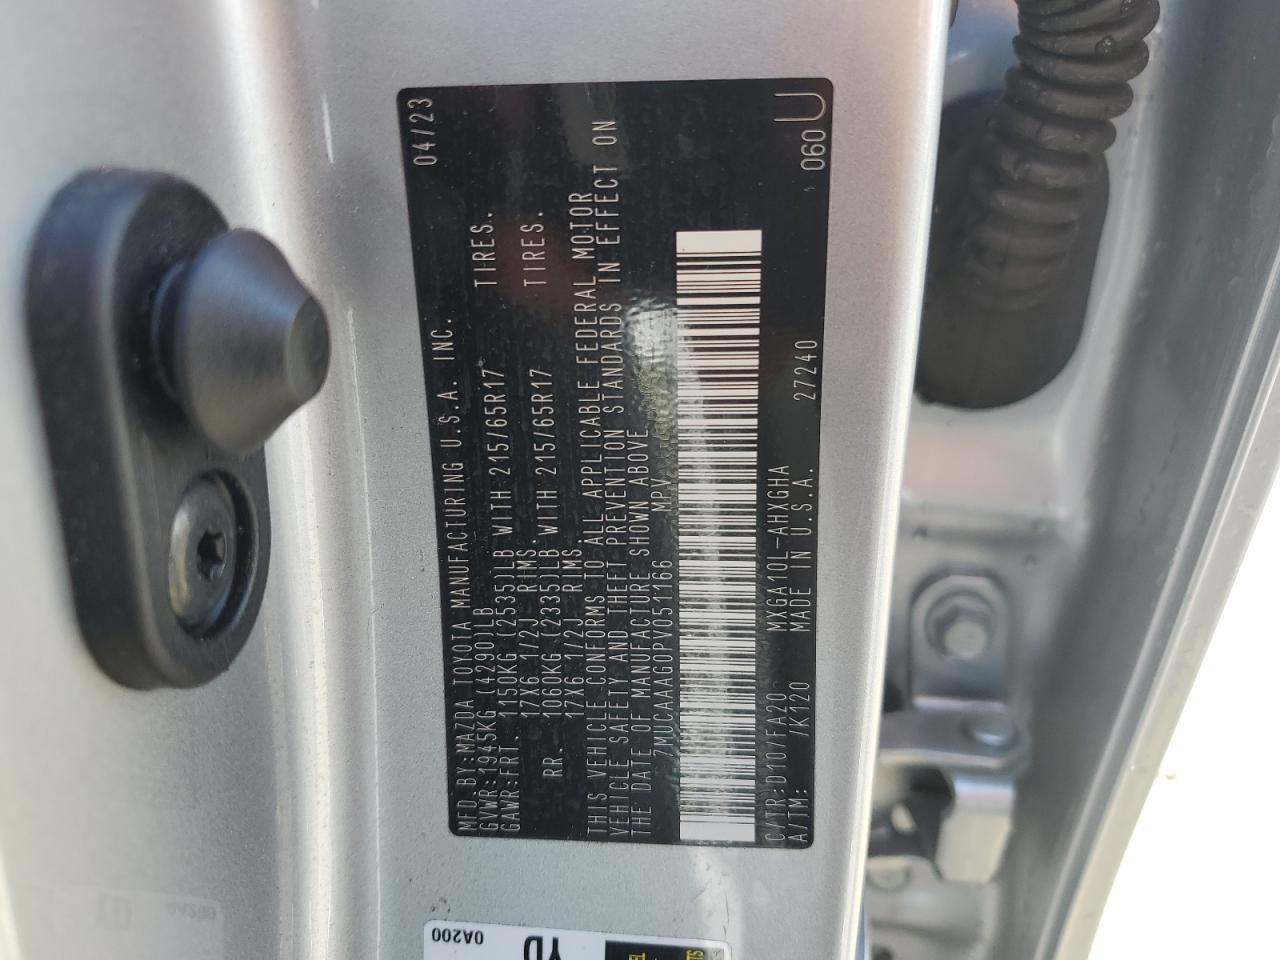 MFD. BY:MAZDA TOYOTA MANUFACTURING U.S.A. INC. 04/23
GVWR:1945KG (4290)LB
GAWR:FRT. 1150KG (2535)LB WITH 215/65R17 TIRES.
17X6 1/2J RIMS.
RR. 1060KG (2335)LB WITH 215/65R17 TIRES.
17X6 1/2J RIMS
THIS VEHICLE CONFORMS TO ALL APPLICABLE FEDERAL MOTOR
VEHICLE SAFETY AND THEFT PREVENTION STANDARDS IN EFFECT ON
THE DATE OF MANUFACTURE SHOWN ABOVE.
7MUCAAAG0PV051166 MPV
C/TR:D10/FA20 MXGA10L-AHXGHA
A/TM: /K120 MADE IN U.S.A. 27240 060 U
0A200
YD